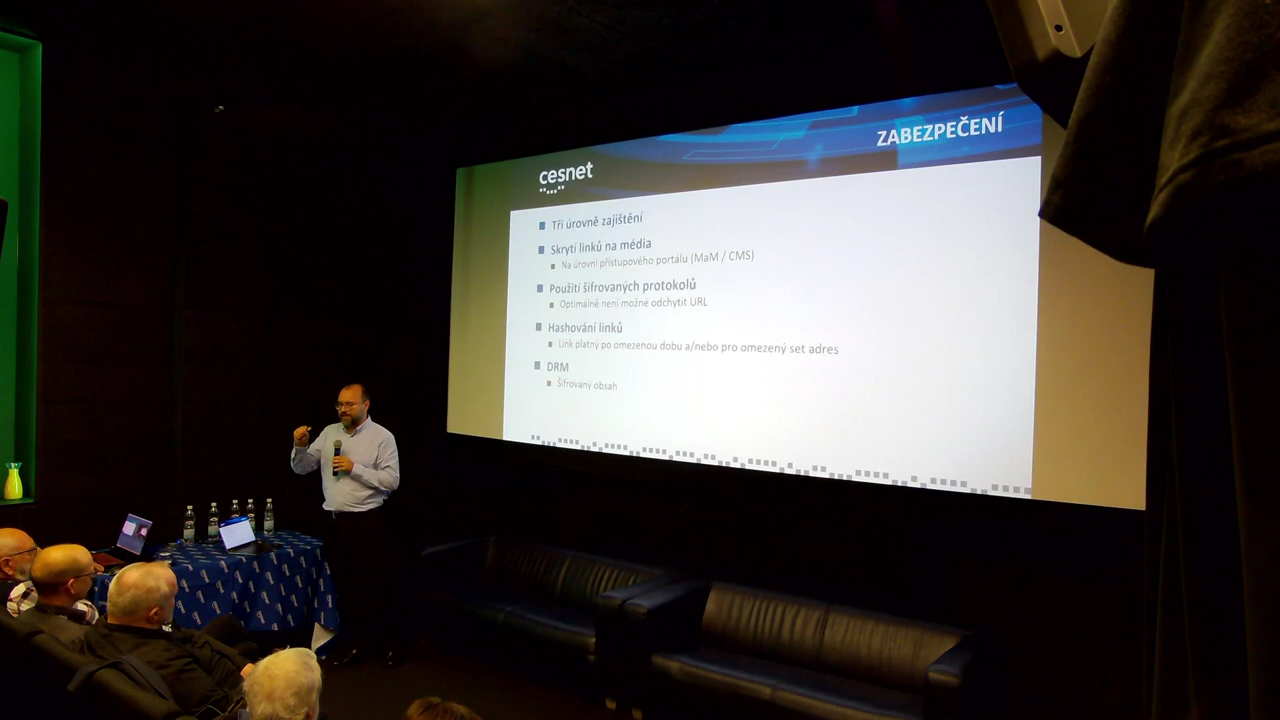 ZABEZPEČENÍ
cesnet
Tři úrovně zajištění
Skrytí linků na média
Na úrovni přístupového portálu (MaM / CMS)
Použití šifrovaných protokolů
Optimálně není možné odchytit URL
Hashování linků
Link platný po omezenou dobu a/nebo pro omezený set adres
DRM
Šifrovaný obsah